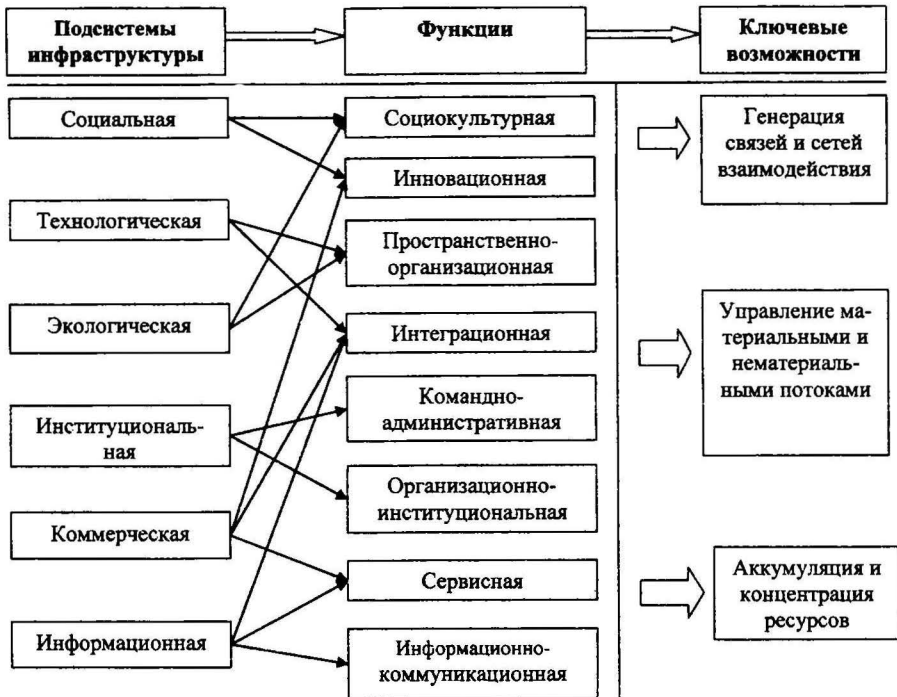 Подсистемы
инфраструктуры
Функции
Ключевые
возможности
Социальная
Технологическая
Экологическая
Институциональ-
ная
Коммерческая
Информационная
Социокультурная
Инновационная
Пространственно-
организационная
Интеграционная
Командно-
административная
Организационно-
институциональная
Сервисная
Информационно-
коммуникационная
Генерация
связей и сетей
взаимодействия
Управление ма-
териальными и
нематериаль-
ными потоками
Аккумуляция и
концентрация
ресурсов